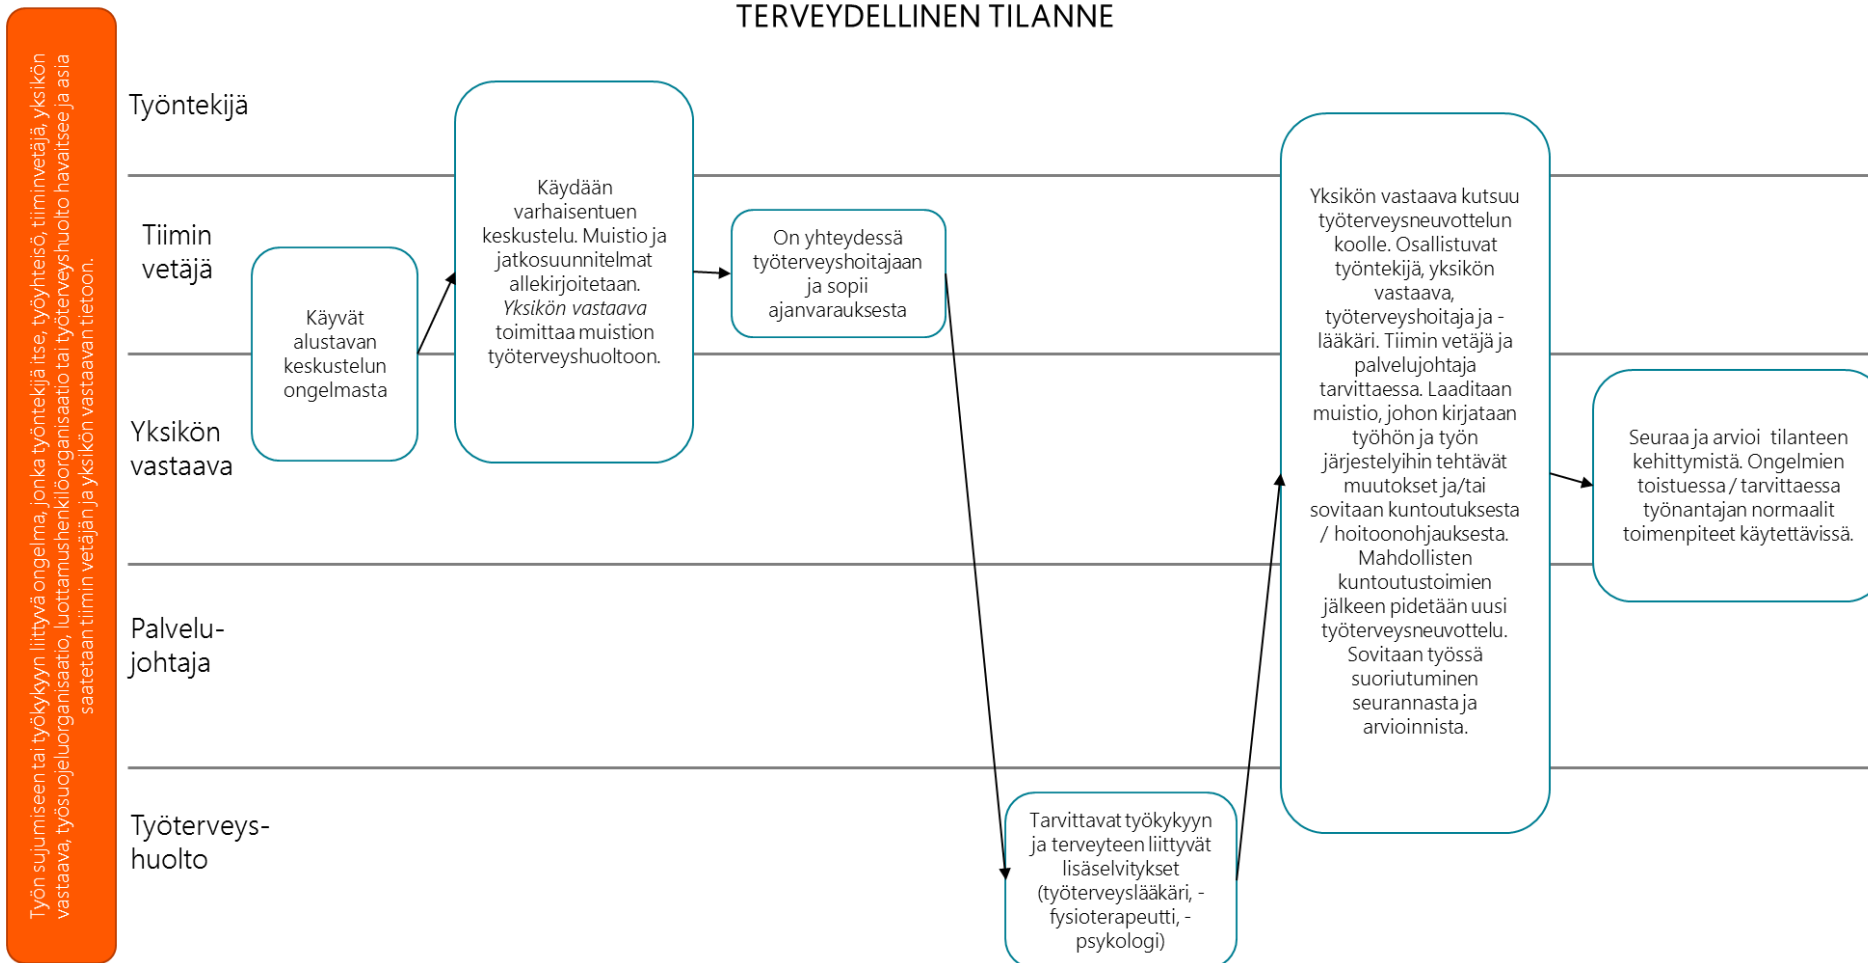 TERVEYDELLINEN TILANNE
Työn sujumiseen tai työkykyyn liittyvä ongelma, jonka työntekijä itse, työyhteisö, tiiminvetäjä, yksikön
vastaava, työsuojeluorganisaatio, luottamushenkilöorganisaatio tai työterveyshuolto havaitsee ja asia
saatetaan tiimin vetäjän ja yksikön vastaavan tietoon.
Työntekijä
Tiimin
vetäjä
Yksikön
vastaava
Palvelu-
johtaja
Työterveys-
huolto
Käyvät
alustavan
keskustelun
ongelmasta
Käydään
varhaisentuen
keskustelu. Muistio ja
jatkosuunnitelmat
allekirjoitetaan.
Yksikön vastaava
toimittaa muistion
työterveyshuoltoon.
On yhteydessä
työterveyshoitajaan
ja sopii
ajanvarauksesta
Tarvittavat työkykyyn
ja terveyteen liittyvät
lisäselvitykset
(työterveyslääkäri, -
fysioterapeutti, -
psykologi)
Yksikön vastaava kutsuu
työterveysneuvottelun
koolle. Osallistuvat
työntekijä, yksikön
vastaava,
työterveyshoitaja ja -
lääkäri. Tiimin vetäjä ja
palvelujohtaja
tarvittaessa. Laaditaan
muistio, johon kirjataan
työhön ja työn
järjestelyihin tehtävät
muutokset ja/tai
sovitaan kuntoutuksesta
/ hoitoonohjauksesta.
Mahdollisten
kuntoutustoimien
jälkeen pidetään uusi
työterveysneuvottelu.
Sovitaan työssä
suoriutuminen
seurannasta ja
arvioinnista.
Seuraa ja arvioi tilanteen
kehittymistä. Ongelmien
toistuessa / tarvittaessa
työnantajan normaalit
toimenpiteet käytettävissä.